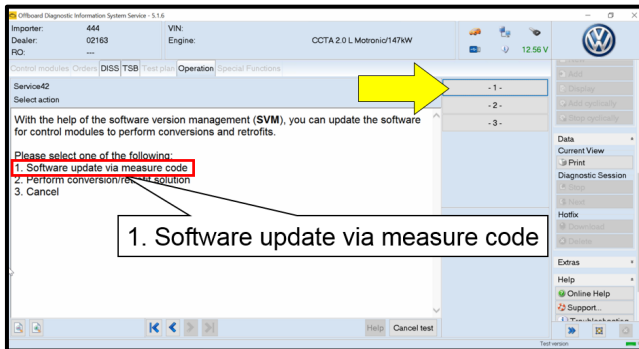 Offboard Diagnostic Information System Service - 5.1.6
Importer: 444 VIN:
Dealer: 02163 Engine: CCTA 2.0 L Motronic/147kW
RO: ---
12.56 V
Control modules Orders DISS TSB Test plan Operation Special Functions
Service42
Select action
With the help of the software version management (SVM), you can update the software
for control modules to perform conversions and retrofits.
Please select one of the following:
1. Software update via measure code
2. Perform conversion/retrofit solution
3. Cancel
1. Software update via measure code
- 1 -
- 2 -
- 3 -
Help Cancel test
Add
Display
Add cyclically
Stop cyclically
Data
Current View
Print
Diagnostic Session
Stop
Next
Hotfix
Download
Delete
Extras
Help
Online Help
Support...
Test version